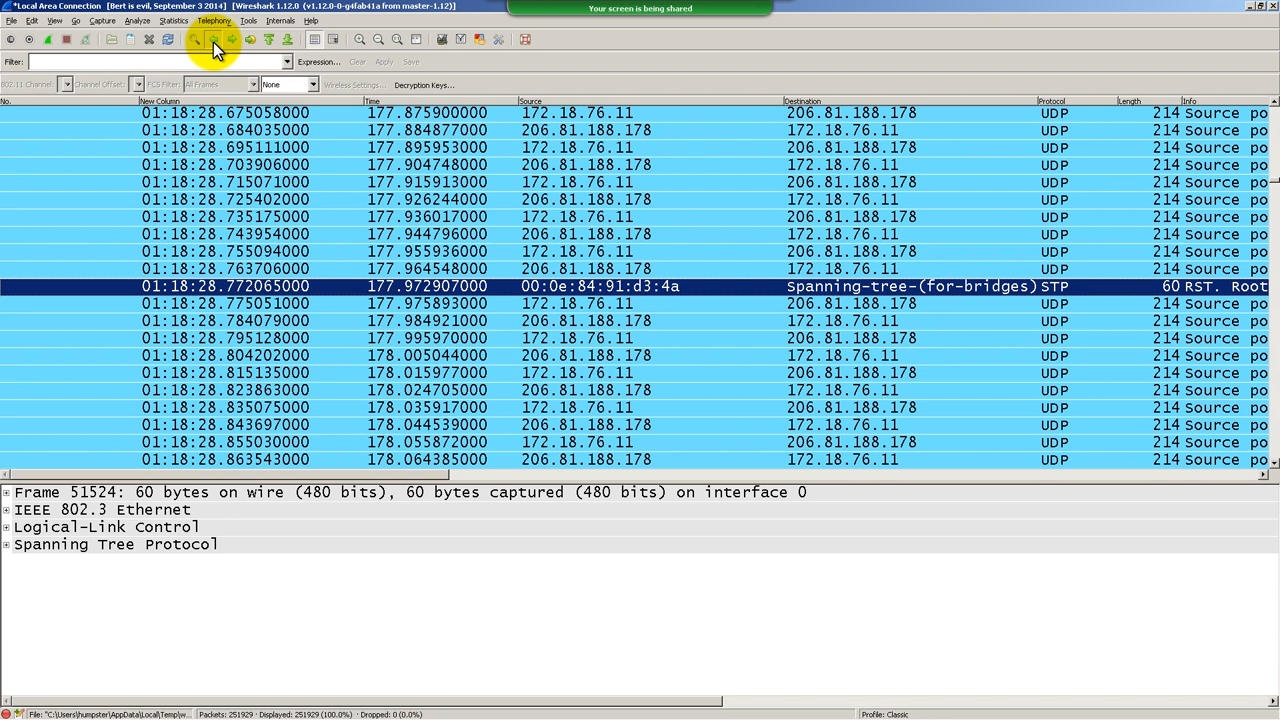 *Local Area Connection [Bert is evil, September 3 2014] [Wireshark 1.12.0 (v1.12.0-0-g4fab41a from master-1.12)]
Your screen is being shared
File Edit View Go Capture Analyze Statistics Telephony Tools Internals Help
Filter: Expression... Clear Apply Save
802.11 Channel: Channel Offset: FCS Filter: All Frames None Wireless Settings... Decryption Keys...
No. New Column Time Source Destination Protocol Length Info
01:18:28.675058000 177.875900000 172.18.76.11 206.81.188.178 UDP 214 Source po
01:18:28.684035000 177.884877000 206.81.188.178 172.18.76.11 UDP 214 Source po
01:18:28.695111000 177.895953000 172.18.76.11 206.81.188.178 UDP 214 Source po
01:18:28.703906000 177.904748000 206.81.188.178 172.18.76.11 UDP 214 Source po
01:18:28.715071000 177.915913000 172.18.76.11 206.81.188.178 UDP 214 Source po
01:18:28.725402000 177.926244000 206.81.188.178 172.18.76.11 UDP 214 Source po
01:18:28.735175000 177.936017000 172.18.76.11 206.81.188.178 UDP 214 Source po
01:18:28.743954000 177.944796000 206.81.188.178 172.18.76.11 UDP 214 Source po
01:18:28.755094000 177.955936000 172.18.76.11 206.81.188.178 UDP 214 Source po
01:18:28.763706000 177.964548000 206.81.188.178 172.18.76.11 UDP 214 Source po
01:18:28.772065000 177.972907000 00:0e:84:91:d3:4a Spanning-tree-(for-bridges) STP 60 RST. Root
01:18:28.775051000 177.975893000 172.18.76.11 206.81.188.178 UDP 214 Source po
01:18:28.784079000 177.984921000 206.81.188.178 172.18.76.11 UDP 214 Source po
01:18:28.795128000 177.995970000 172.18.76.11 206.81.188.178 UDP 214 Source po
01:18:28.804202000 178.005044000 206.81.188.178 172.18.76.11 UDP 214 Source po
01:18:28.815135000 178.015977000 172.18.76.11 206.81.188.178 UDP 214 Source po
01:18:28.823863000 178.024705000 206.81.188.178 172.18.76.11 UDP 214 Source po
01:18:28.835075000 178.035917000 172.18.76.11 206.81.188.178 UDP 214 Source po
01:18:28.843697000 178.044539000 206.81.188.178 172.18.76.11 UDP 214 Source po
01:18:28.855030000 178.055872000 172.18.76.11 206.81.188.178 UDP 214 Source po
01:18:28.863543000 178.064385000 206.81.188.178 172.18.76.11 UDP 214 Source po
Frame 51524: 60 bytes on wire (480 bits), 60 bytes captured (480 bits) on interface 0
IEEE 802.3 Ethernet
Logical-Link Control
Spanning Tree Protocol
File: "C:\Users\humpster\AppData\Local\Temp\w... Packets: 251929 · Displayed: 251929 (100.0%) · Dropped: 0 (0.0%) Profile: Classic